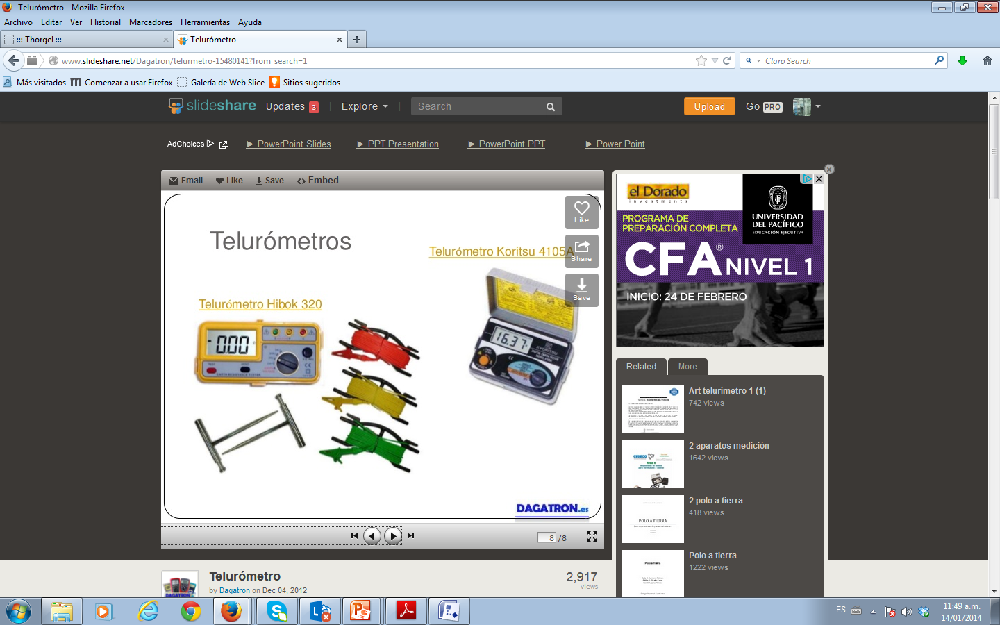 Telurómetro - Mozilla Firefox
Archivo Editar Ver Historial Marcadores Herramientas Ayuda
::: Thorgel :::
Telurómetro
www.slideshare.net/Dagatron/telurmetro-15480141?from_search=1
Claro Search
Más visitados
Comenzar a usar Firefox
Galería de Web Slice
Sitios sugeridos
slideshare
Updates 3
Explore
Search
Upload
Go PRO
AdChoices
► PowerPoint Slides
► PPT Presentation
► PowerPoint PPT
► Power Point
Email
Like
Save
Embed
Like
Share
Save
Telurómetros
Telurómetro Koritsu 4105A
Telurómetro Hibok 320
0.00
16.37
KYORITSU
DAGATRON.es
8 /8
el Dorado
investments
UNIVERSIDAD
DEL PACÍFICO
EDUCACIÓN EJECUTIVA
PROGRAMA DE
PREPARACIÓN COMPLETA
CFA® NIVEL 1
INICIO: 24 DE FEBRERO
Related
More
Art telurimetro 1 (1)
742 views
2 aparatos medición
1642 views
2 polo a tierra
418 views
POLO A TIERRA
Polo a tierra
1222 views
Telurómetro
by Dagatron on Dec 04, 2012
2,917
views
DAGATRON
ES
11:49 a.m.
14/01/2014